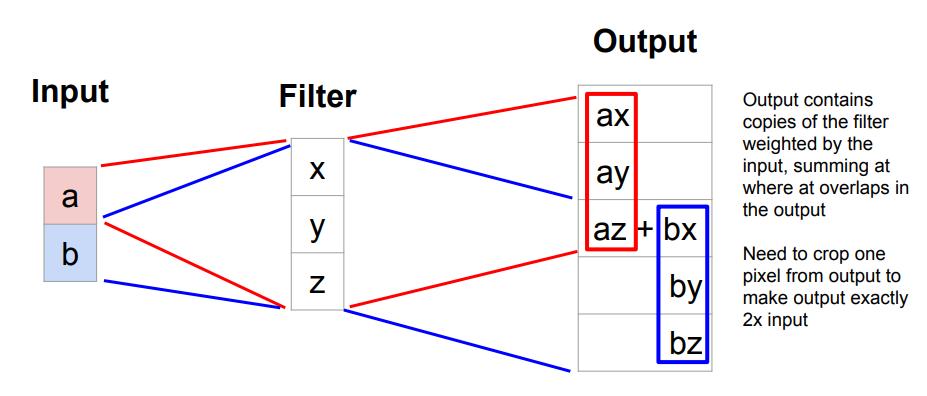 Output
Input
Filter
a
b
x
y
z
ax
ay
az + bx
by
bz
Output contains
copies of the filter
weighted by the
input, summing at
where at overlaps in
the output
Need to crop one
pixel from output to
make output exactly
2x input